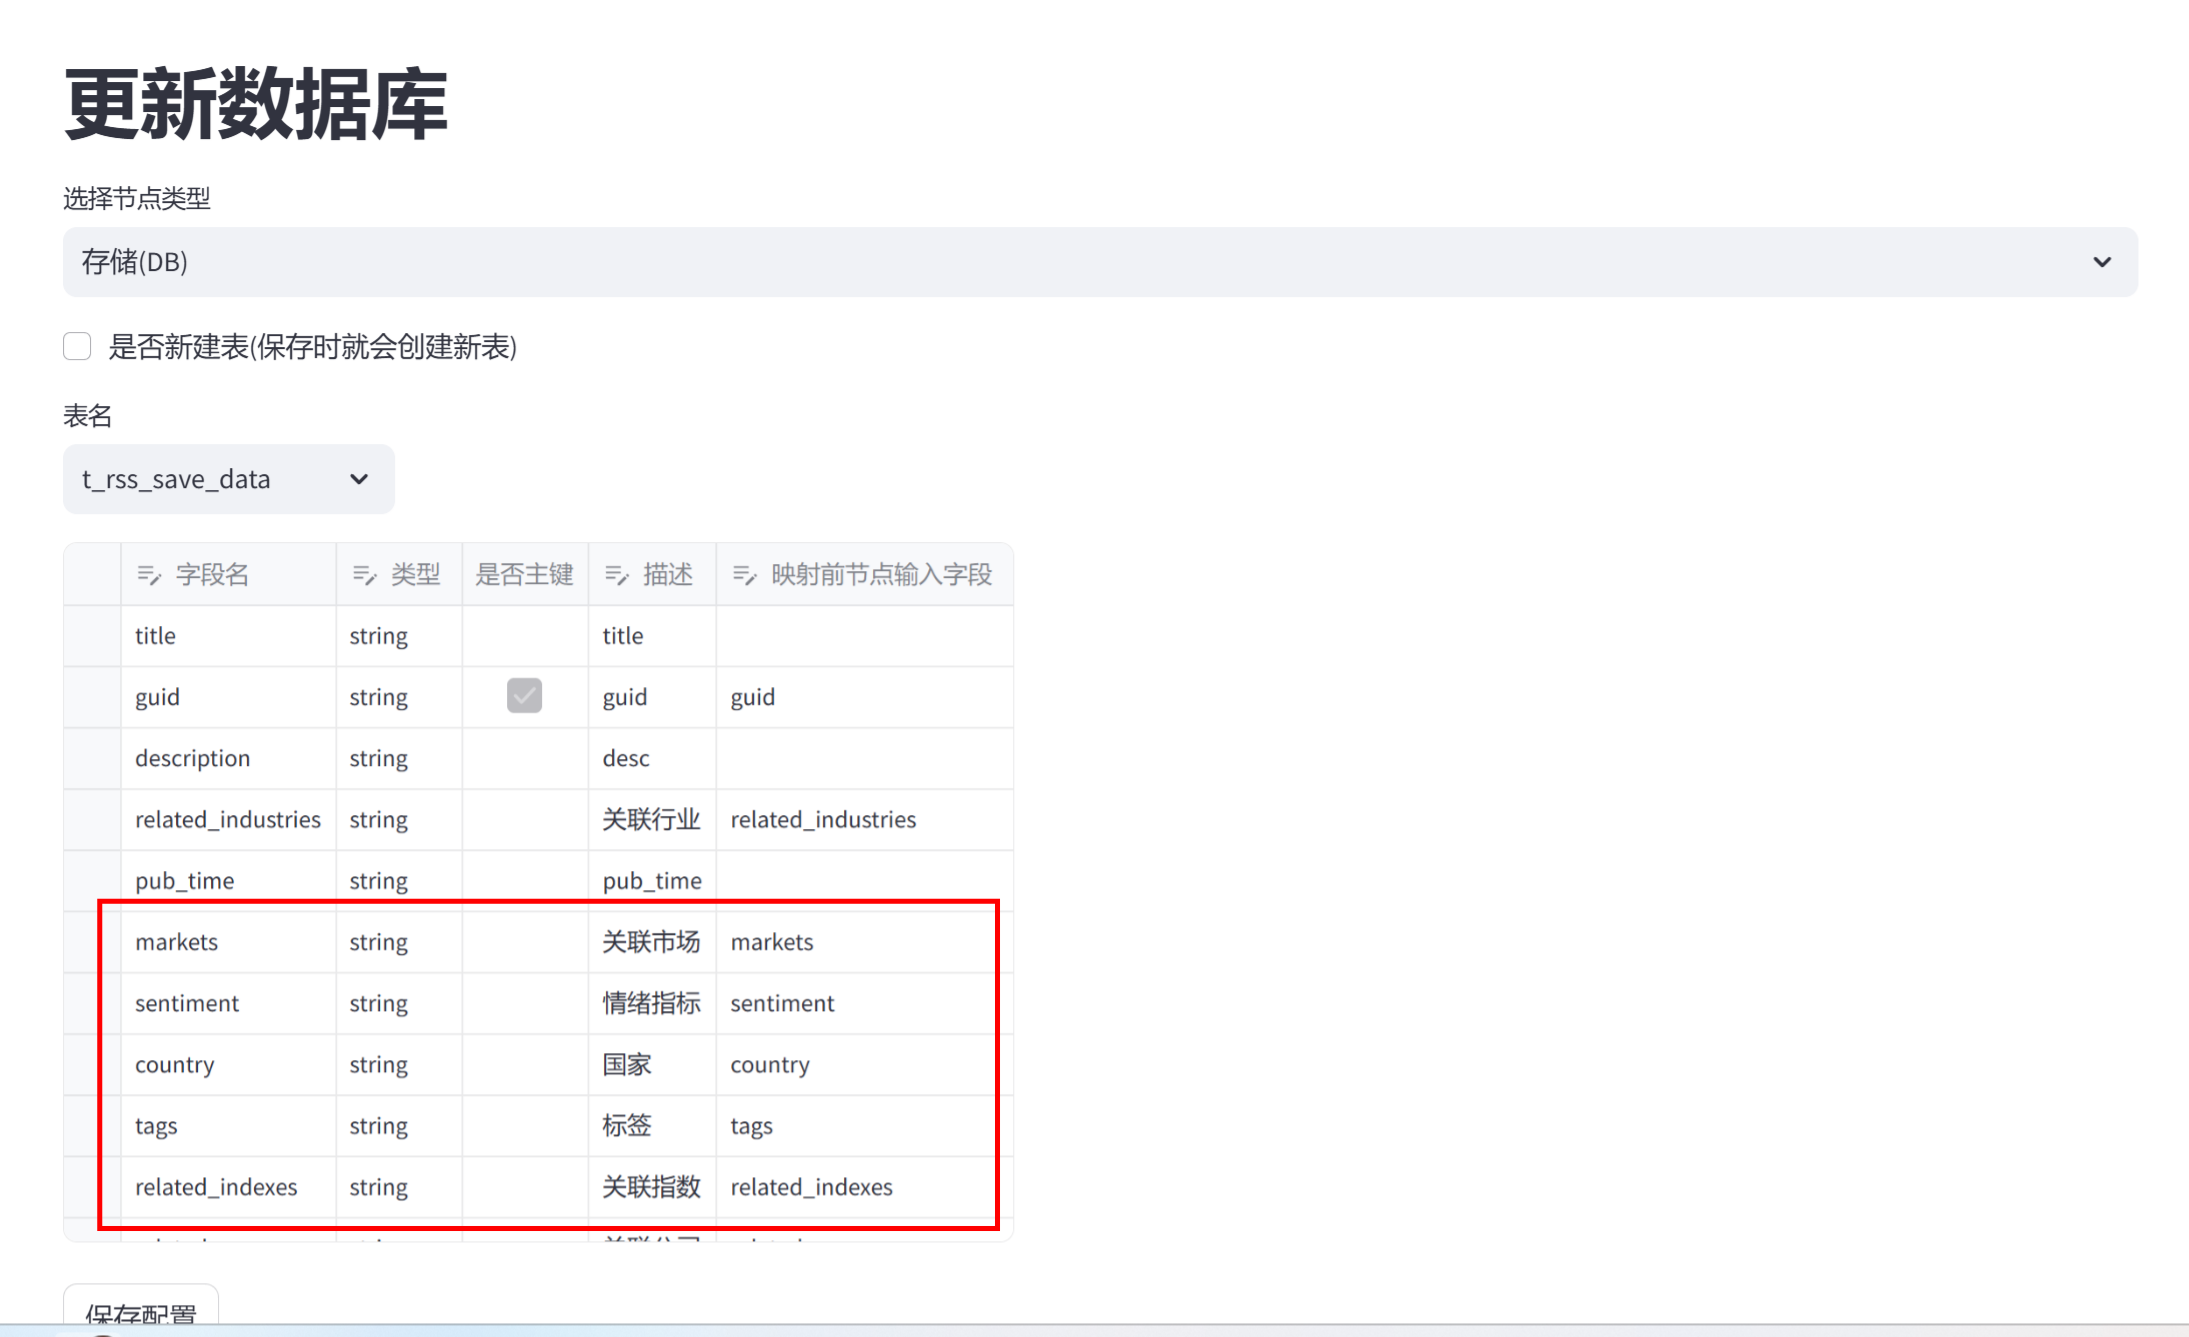 更新数据库
选择节点类型
存储(DB)
是否新建表(保存时就会创建新表)
表名
t_rss_save_data
字段名 类型 是否主键 描述 映射前节点输入字段
title string title
guid string guid guid
description string desc
related_industries string 关联行业 related_industries
pub_time string pub_time
markets string 关联市场 markets
sentiment string 情绪指标 sentiment
country string 国家 country
tags string 标签 tags
related_indexes string 关联指数 related_indexes
保存配置